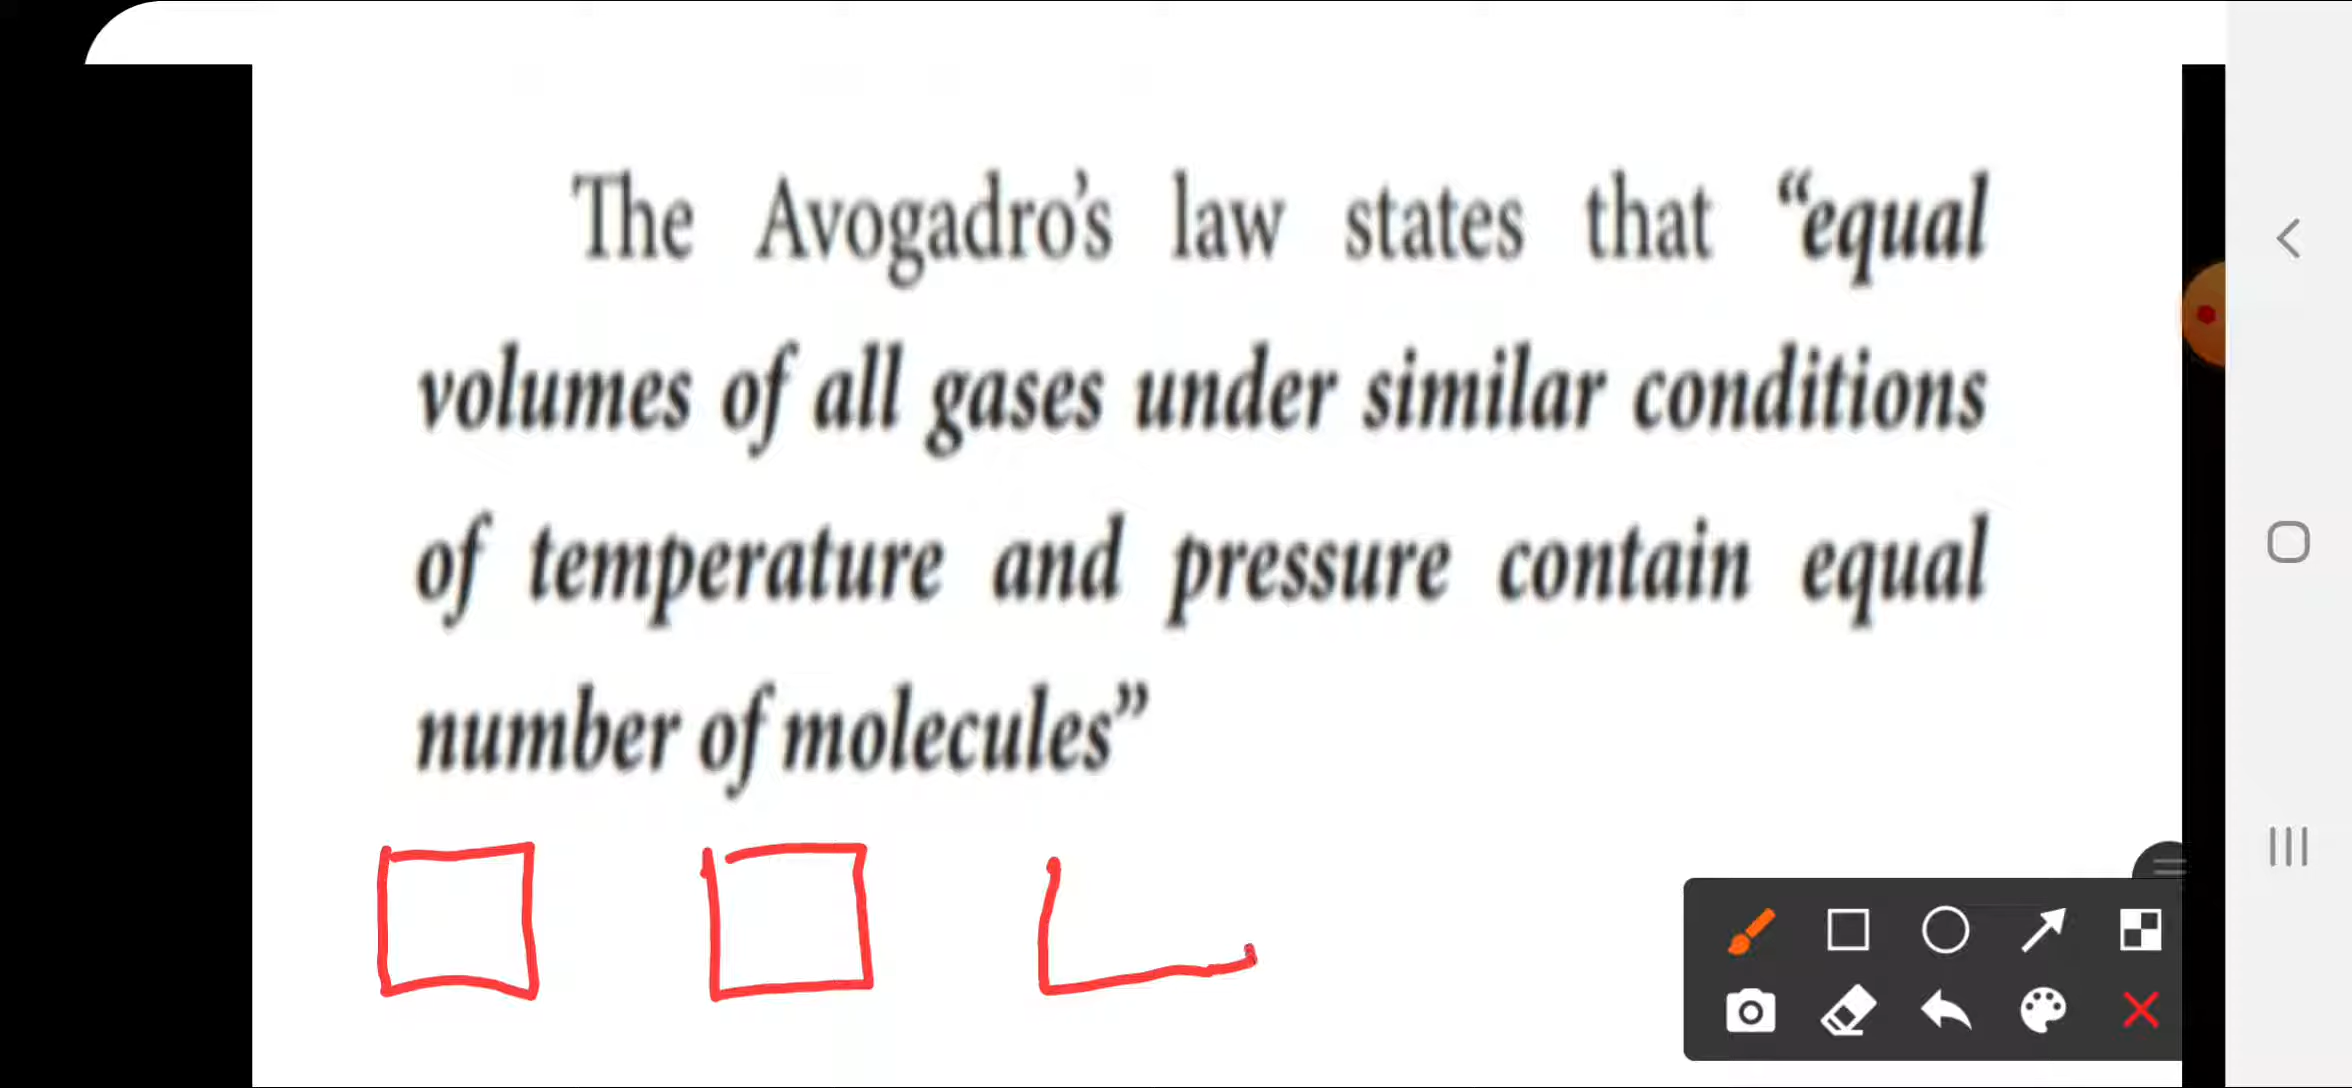 The Avogadro's law states that “equal
volumes of all gases under similar conditions
of temperature and pressure contain equal
number of molecules”